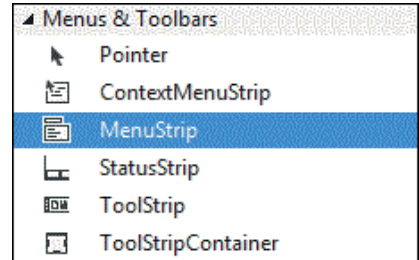 Menus & Toolbars
Pointer
ContextMenuStrip
MenuStrip
StatusStrip
ToolStrip
ToolStripContainer